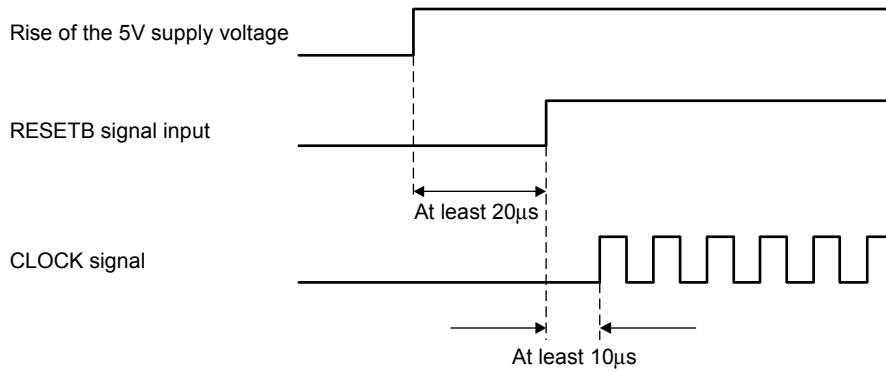 Rise of the 5V supply voltage
RESETB signal input
At least 20μs
CLOCK signal
At least 10μs